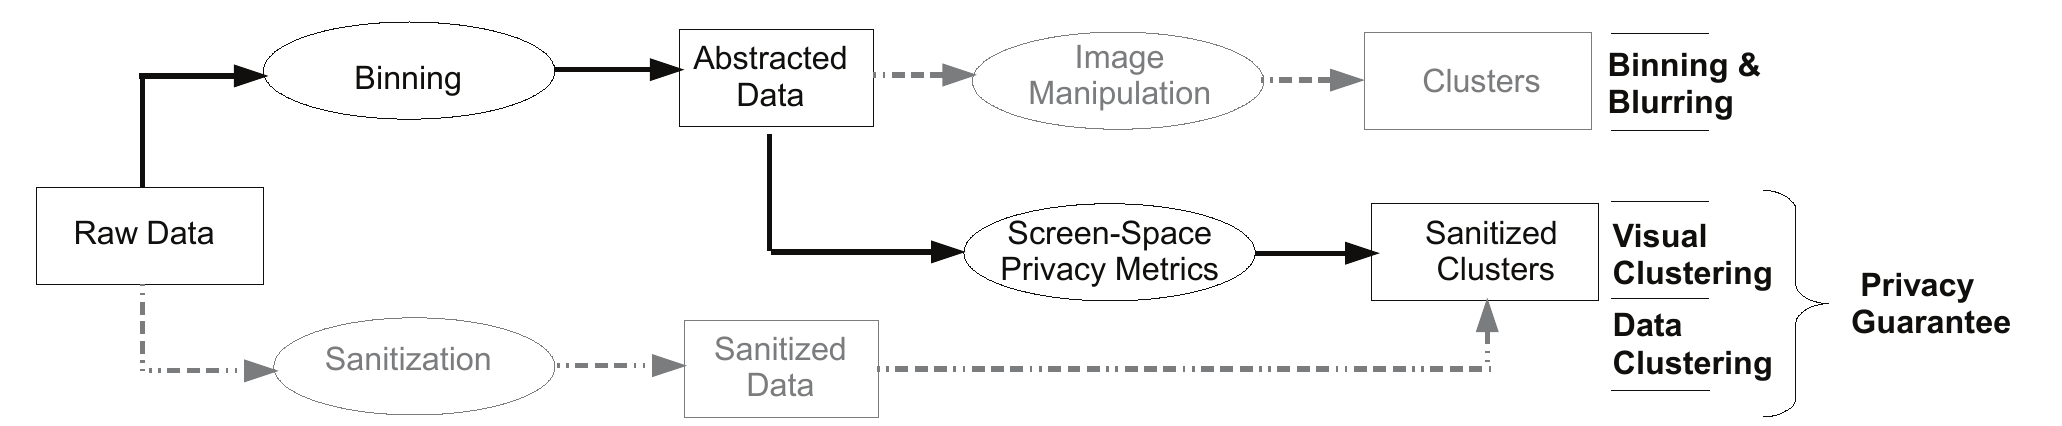 Binning
Abstracted
Data
Image
Manipulation
Clusters
Binning &
Blurring
Raw Data
Screen-Space
Privacy Metrics
Sanitized
Clusters
Visual
Clustering
Data
Clustering
Privacy
Guarantee
Sanitization
Sanitized
Data